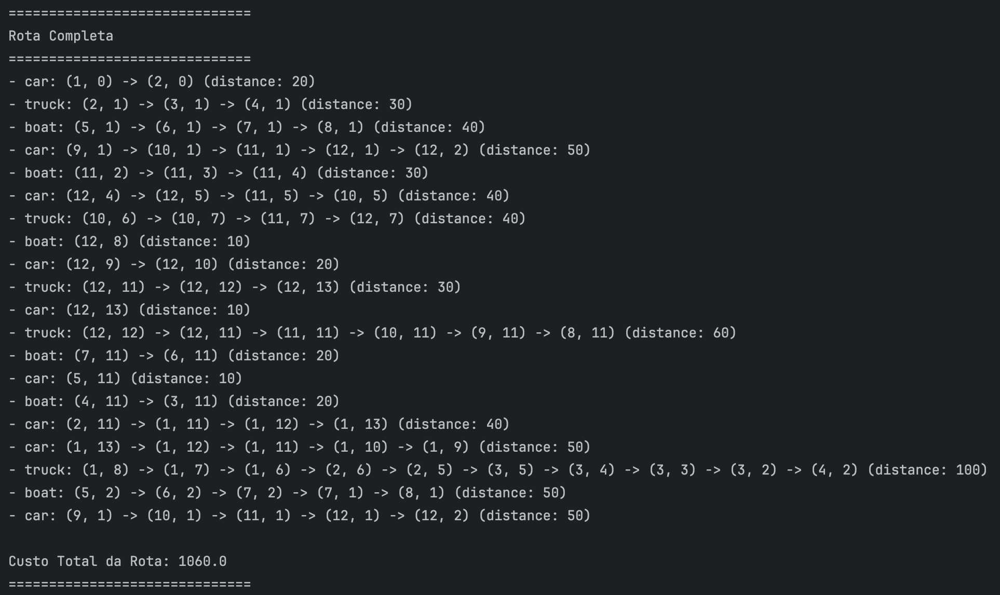 ==============================
Rota Completa
==============================
- car: (1, 0) -> (2, 0) (distance: 20)
- truck: (2, 1) -> (3, 1) -> (4, 1) (distance: 30)
- boat: (5, 1) -> (6, 1) -> (7, 1) -> (8, 1) (distance: 40)
- car: (9, 1) -> (10, 1) -> (11, 1) -> (12, 1) -> (12, 2) (distance: 50)
- boat: (11, 2) -> (11, 3) -> (11, 4) (distance: 30)
- car: (12, 4) -> (12, 5) -> (11, 5) -> (10, 5) (distance: 40)
- truck: (10, 6) -> (10, 7) -> (11, 7) -> (12, 7) (distance: 40)
- boat: (12, 8) (distance: 10)
- car: (12, 9) -> (12, 10) (distance: 20)
- truck: (12, 11) -> (12, 12) -> (12, 13) (distance: 30)
- car: (12, 13) (distance: 10)
- truck: (12, 12) -> (12, 11) -> (11, 11) -> (10, 11) -> (9, 11) -> (8, 11) (distance: 60)
- boat: (7, 11) -> (6, 11) (distance: 20)
- car: (5, 11) (distance: 10)
- boat: (4, 11) -> (3, 11) (distance: 20)
- car: (2, 11) -> (1, 11) -> (1, 12) -> (1, 13) (distance: 40)
- car: (1, 13) -> (1, 12) -> (1, 11) -> (1, 10) -> (1, 9) (distance: 50)
- truck: (1, 8) -> (1, 7) -> (1, 6) -> (2, 6) -> (2, 5) -> (3, 5) -> (3, 4) -> (3, 3) -> (3, 2) -> (4, 2) (distance: 100)
- boat: (5, 2) -> (6, 2) -> (7, 2) -> (7, 1) -> (8, 1) (distance: 50)
- car: (9, 1) -> (10, 1) -> (11, 1) -> (12, 1) -> (12, 2) (distance: 50)
Custo Total da Rota: 1060.0
==============================